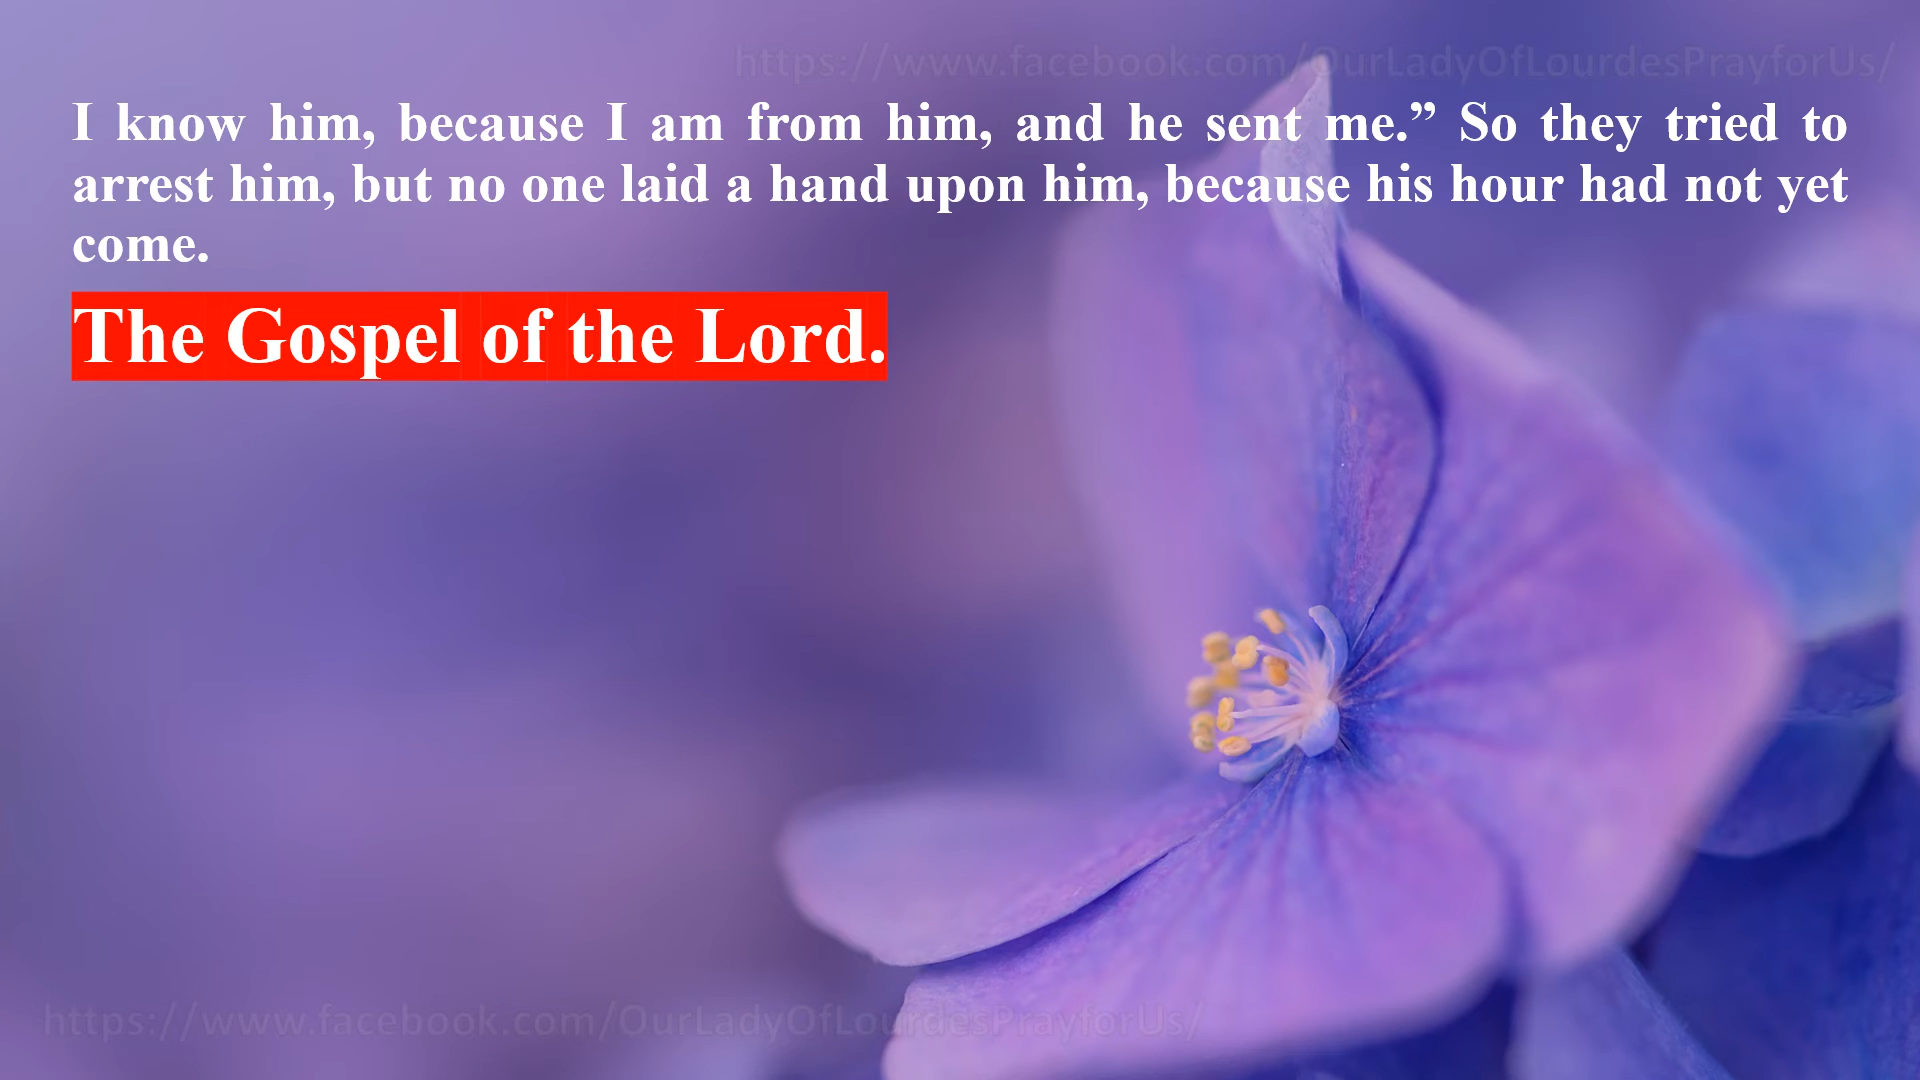 https://www.facebook.com/OurLadyOfLourdesPrayforUs/
I know him, because I am from him, and he sent me.” So they tried to
arrest him, but no one laid a hand upon him, because his hour had not yet
come.
The Gospel of the Lord.
https://www.facebook.com/OurLadyOfLourdesPrayforUs/